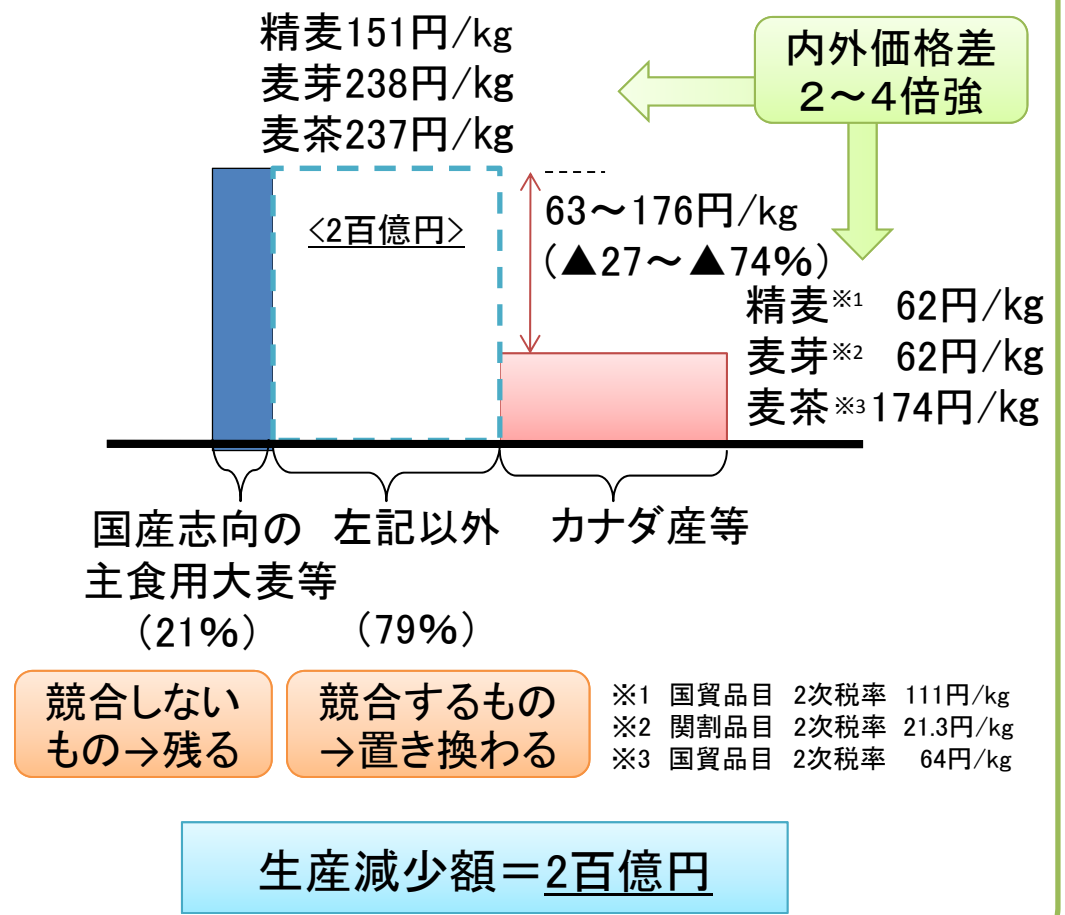 精麦151円/kg
麦芽238円/kg
麦茶237円/kg
内外価格差
2～4倍強
<2百億円>
63～176円/kg
(▲27～▲74%)
精麦※1 62円/kg
麦芽※2 62円/kg
麦茶※3 174円/kg
国産志向の
主食用大麦等
(21%)
左記以外
(79%)
カナダ産等
競合しない
もの→残る
競合するもの
→置き換わる
※1 国貿品目 2次税率 111円/kg
※2 関割品目 2次税率 21.3円/kg
※3 国貿品目 2次税率 64円/kg
生産減少額＝2百億円